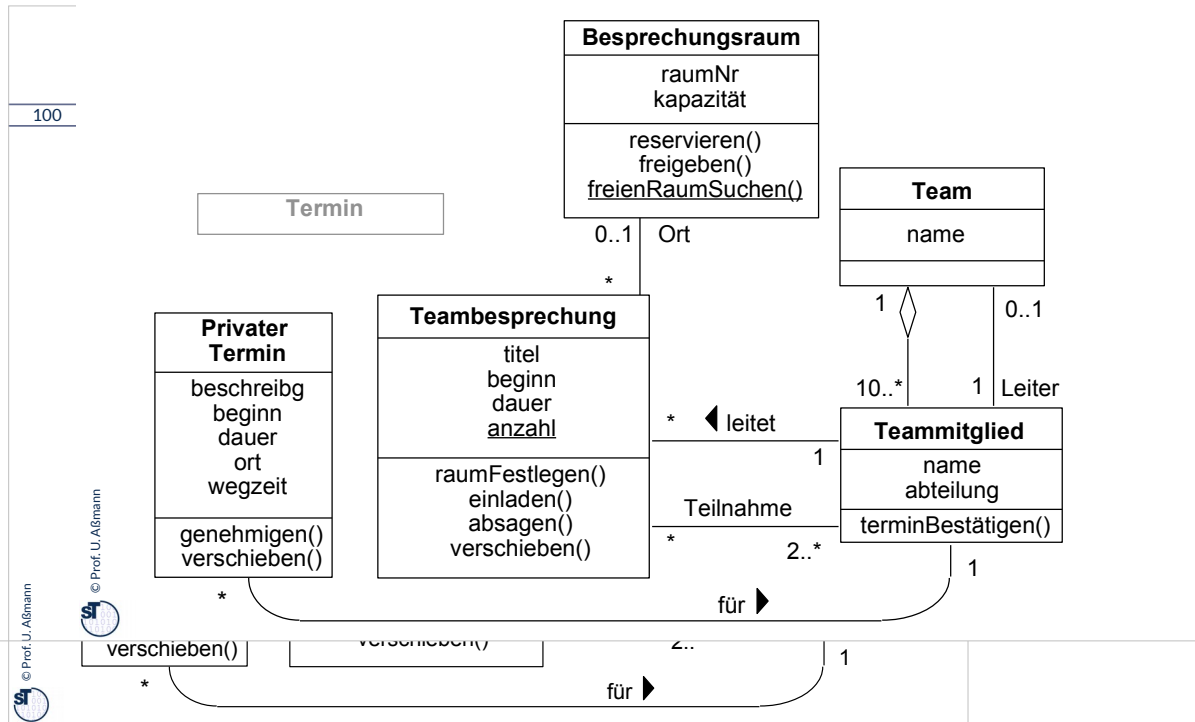 100
Besprechungsraum
raumNr
kapazität
reservieren()
freigeben()
freienRaumSuchen()
Termin
Team
name
0..1 Ort
*
1
0..1
10..*
1 Leiter
Privater
Termin
beschreibg
beginn
dauer
ort
wegzeit
genehmigen()
verschieben()
Teambesprechung
titel
beginn
dauer
anzahl
raumFestlegen()
einladen()
absagen()
verschieben()
* leitet
1
Teilnahme
*
2..*
Teammitglied
name
abteilung
terminBestätigen()
*
für
1
© Prof. U. Aßmann
ST
© Prof. U. Aßmann
ST
verschieben()
verschieben()
2..
1
*
für